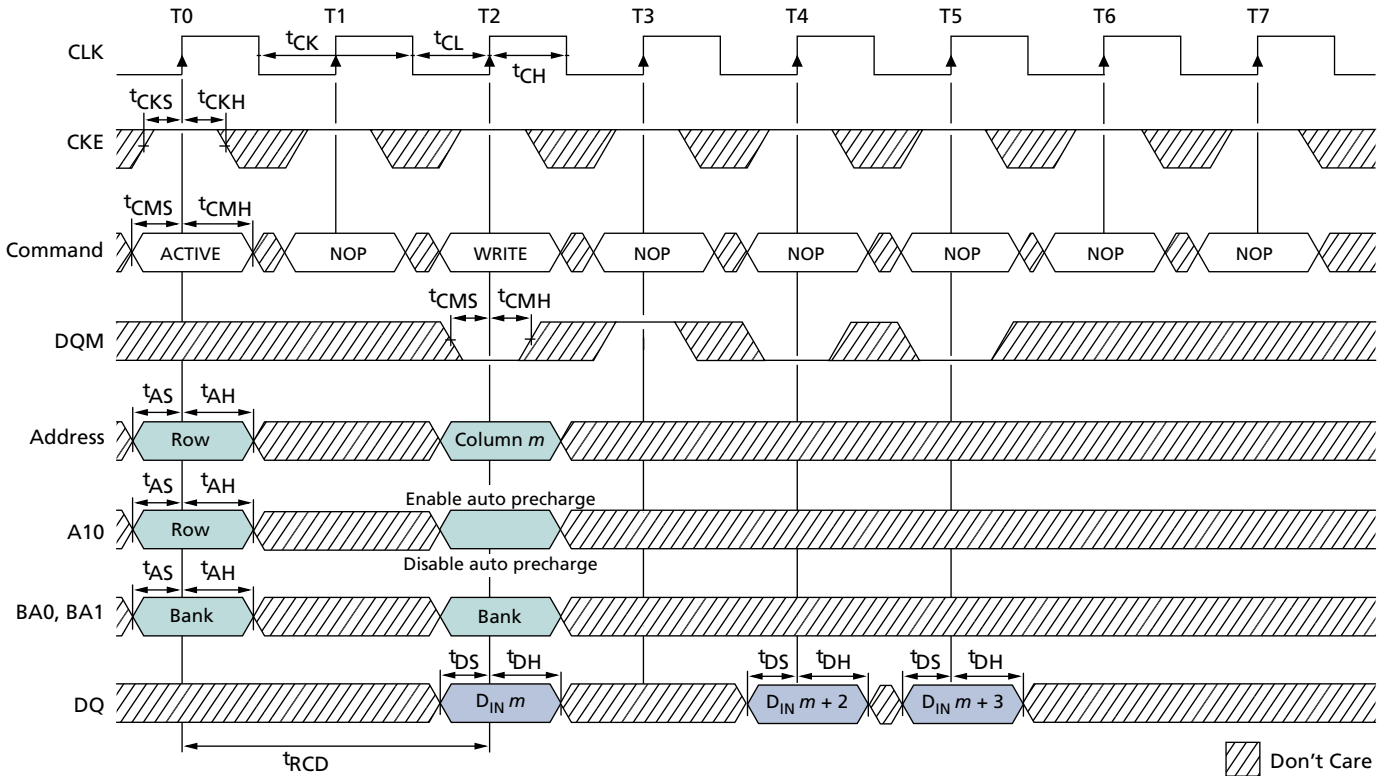 T0 T1 T2 T3 T4 T5 T6 T7
CLK
tCK tCL
tCH
tCKS tCKH
CKE
tCMS tCMH
Command ACTIVE NOP WRITE NOP NOP NOP NOP NOP
tCMS tCMH
DQM
tAS tAH
Address Row Column m
tAS tAH
Enable auto precharge
A10 Row
Disable auto precharge
tAS tAH
BA0, BA1 Bank Bank
tDS tDH tDS tDH tDS tDH
DQ DIN m DIN m + 2 DIN m + 3
tRCD
Don't Care